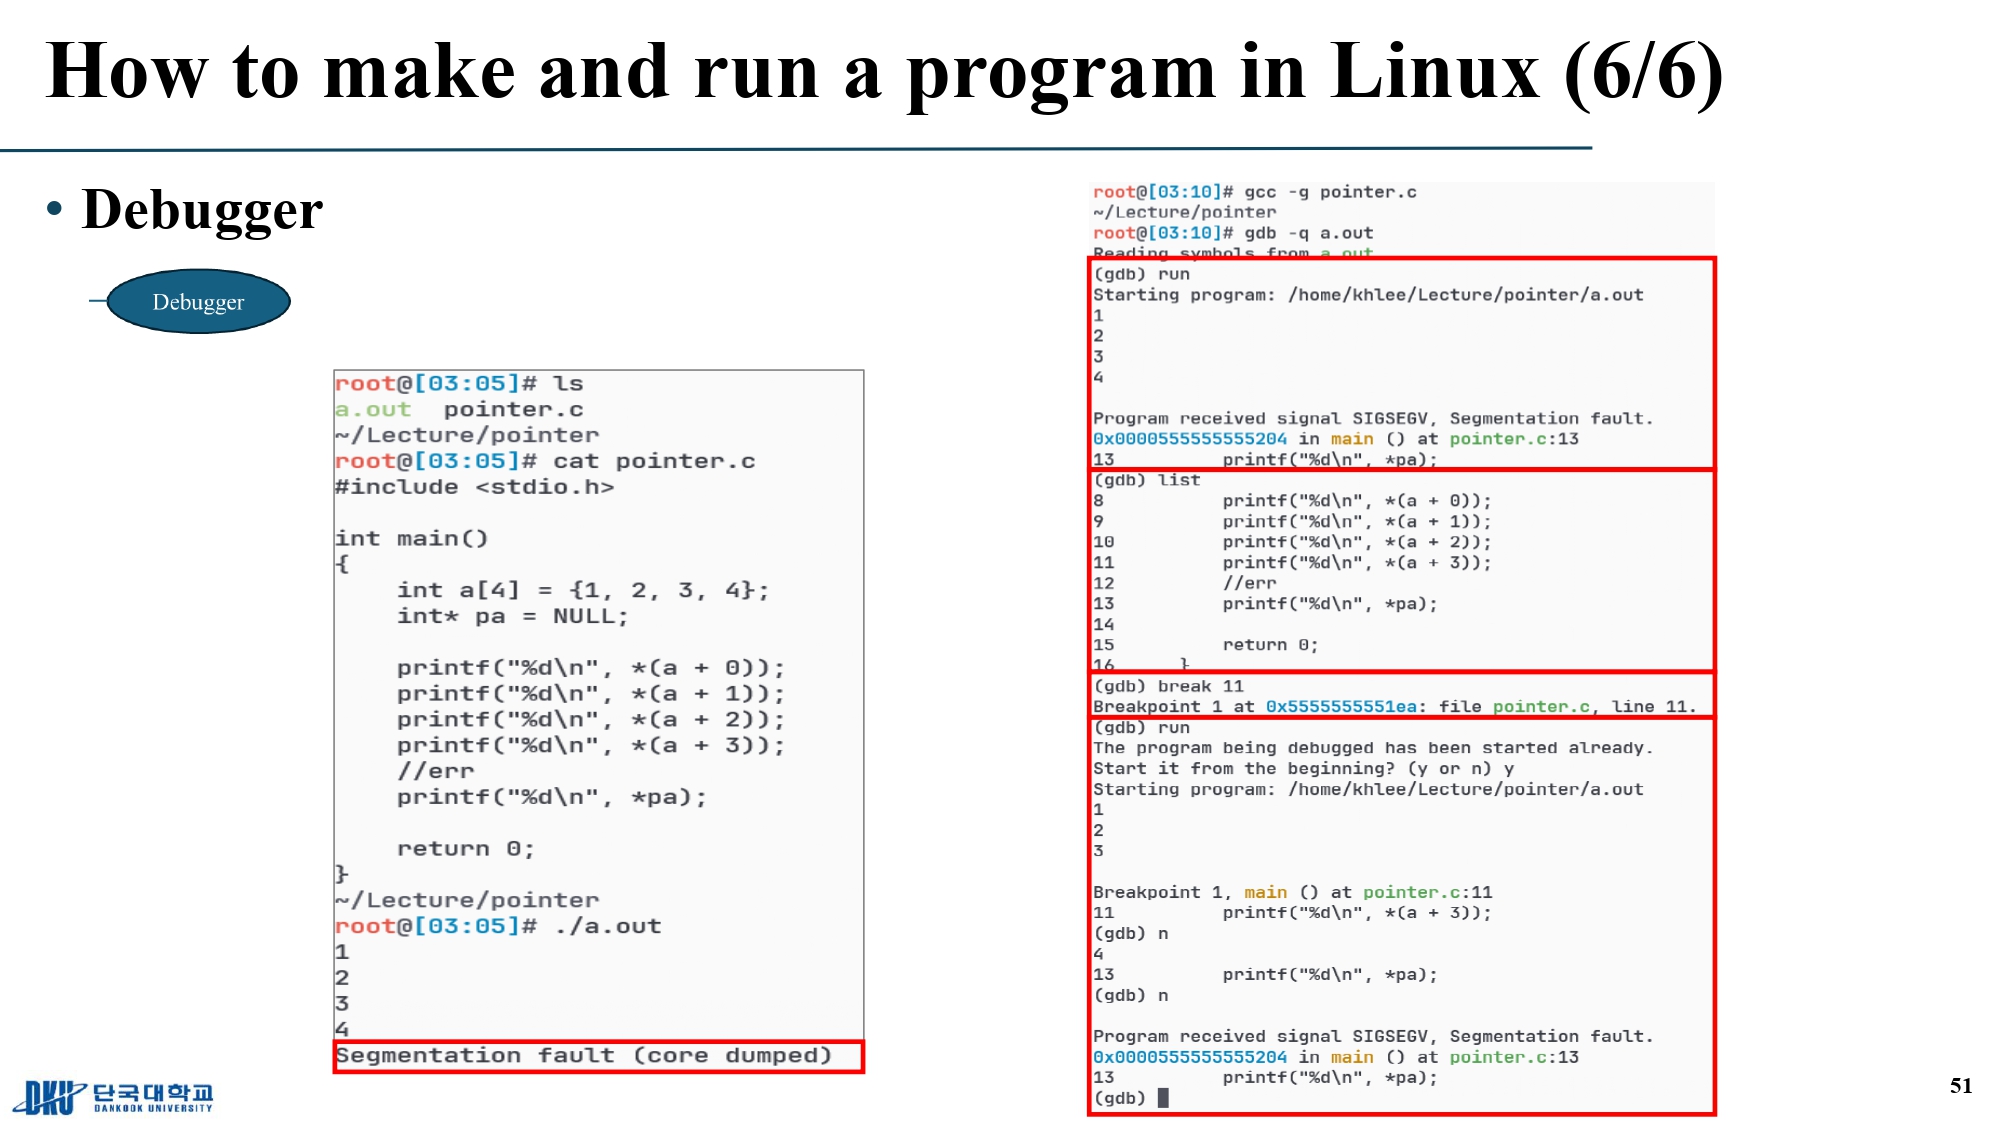 How to make and run a program in Linux (6/6)
• Debugger
Debugger
root@[03:05]# ls
a.out  pointer.c
~/Lecture/pointer
root@[03:05]# cat pointer.c
#include <stdio.h>
int main()
{
    int a[4] = {1, 2, 3, 4};
    int* pa = NULL;
    printf("%d\n", *(a + 0));
    printf("%d\n", *(a + 1));
    printf("%d\n", *(a + 2));
    printf("%d\n", *(a + 3));
    //err
    printf("%d\n", *pa);
    return 0;
}
~/Lecture/pointer
root@[03:05]# ./a.out
1
2
3
4
Segmentation fault (core dumped)
root@[03:10]# gcc -g pointer.c
~/Lecture/pointer
root@[03:10]# gdb -q a.out
Reading symbols from a.out
(gdb) run
Starting program: /home/khlee/Lecture/pointer/a.out
1
2
3
4
Program received signal SIGSEGV, Segmentation fault.
0x0000555555555204 in main () at pointer.c:13
13          printf("%d\n", *pa);
(gdb) list
8           printf("%d\n", *(a + 0));
9           printf("%d\n", *(a + 1));
10          printf("%d\n", *(a + 2));
11          printf("%d\n", *(a + 3));
12          //err
13          printf("%d\n", *pa);
14
15          return 0;
16      }
(gdb) break 11
Breakpoint 1 at 0x5555555551ea: file pointer.c, line 11.
(gdb) run
The program being debugged has been started already.
Start it from the beginning? (y or n) y
Starting program: /home/khlee/Lecture/pointer/a.out
1
2
3
Breakpoint 1, main () at pointer.c:11
11          printf("%d\n", *(a + 3));
(gdb) n
4
13          printf("%d\n", *pa);
(gdb) n
Program received signal SIGSEGV, Segmentation fault.
0x0000555555555204 in main () at pointer.c:13
13          printf("%d\n", *pa);
(gdb)
DKU 단국대학교
DANKOOK UNIVERSITY
51